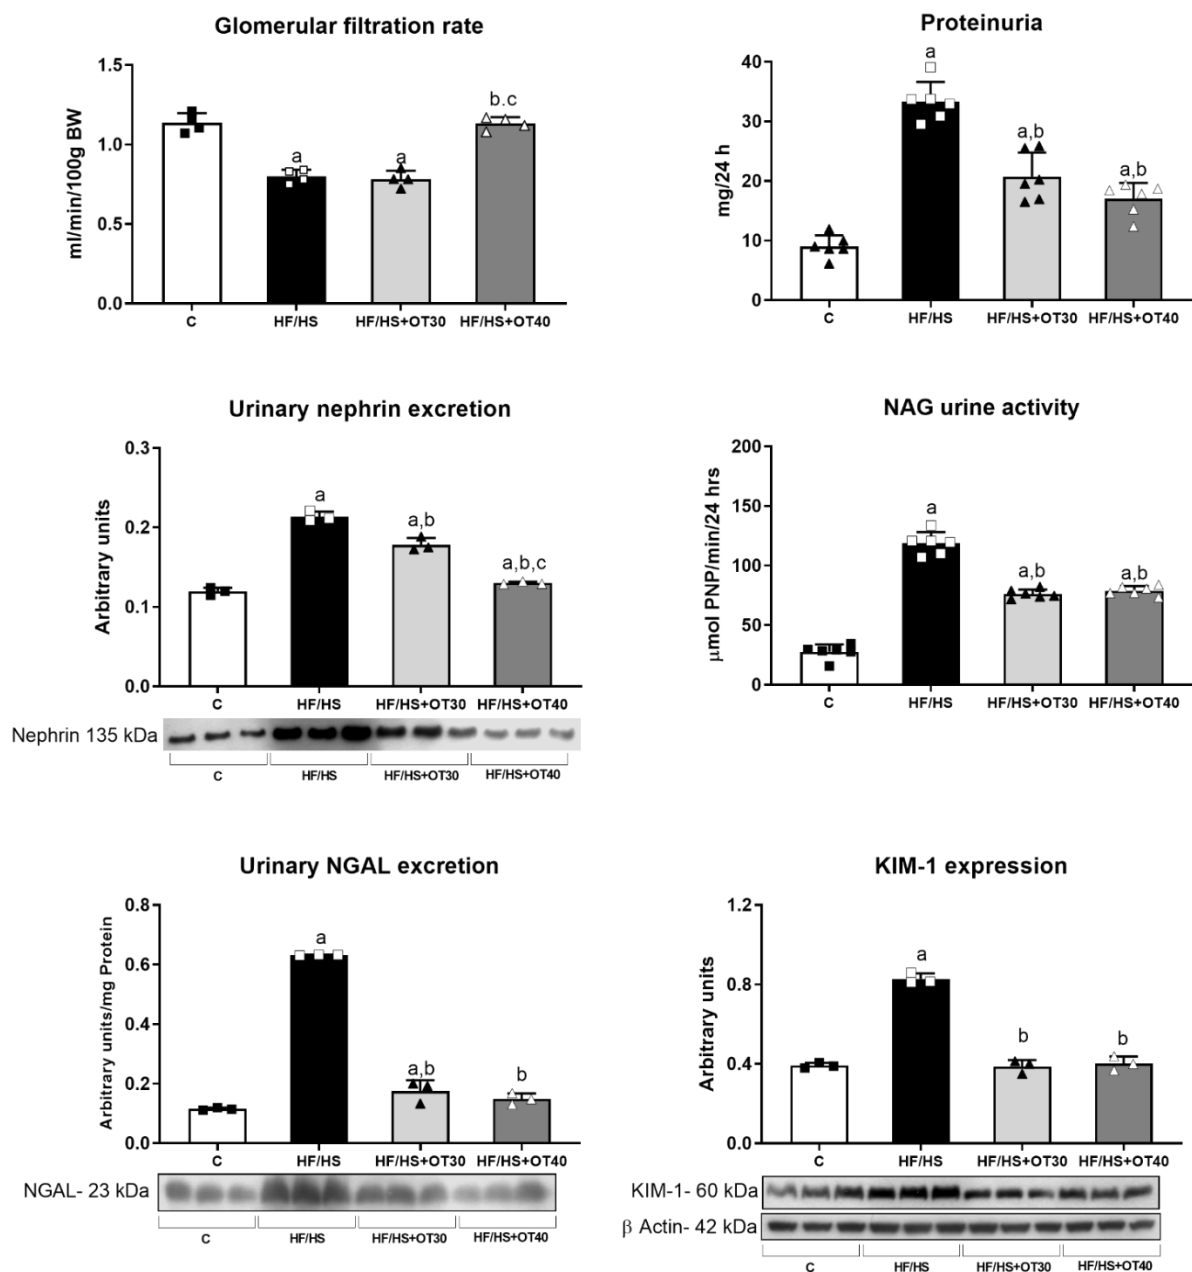 Glomerular filtration rate
ml/min/100g BW
1.5
1.0
0.5
0.0
a
a
b.c
C HF/HS HF/HS+OT30 HF/HS+OT40
Proteinuria
mg/24 h
40
30
20
10
0
a
a,b
a,b
C HF/HS HF/HS+OT30 HF/HS+OT40
Urinary nephrin excretion
Arbitrary units
0.3
0.2
0.1
0.0
a
a,b
a,b,c
C HF/HS HF/HS+OT30 HF/HS+OT40
Nephrin 135 kDa
C HF/HS HF/HS+OT30 HF/HS+OT40
NAG urine activity
μmol PNP/min/24 hrs
200
150
100
50
0
a
a,b
a,b
C HF/HS HF/HS+OT30 HF/HS+OT40
Urinary NGAL excretion
Arbitrary units/mg Protein
0.8
0.6
0.4
0.2
0.0
a
a,b
b
C HF/HS HF/HS+OT30 HF/HS+OT40
NGAL- 23 kDa
C HF/HS HF/HS+OT30 HF/HS+OT40
KIM-1 expression
Arbitrary units
1.2
0.8
0.4
0.0
a
b
b
C HF/HS HF/HS+OT30 HF/HS+OT40
KIM-1- 60 kDa
β Actin- 42 kDa
C HF/HS HF/HS+OT30 HF/HS+OT40